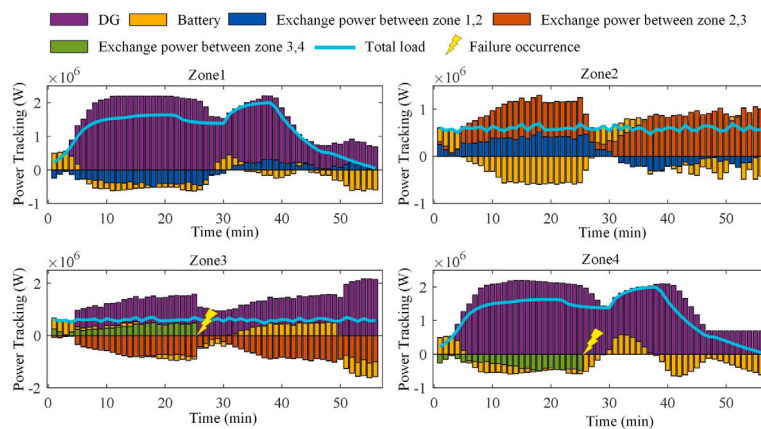 DG Battery Exchange power between zone 1,2 Exchange power between zone 2,3
Exchange power between zone 3,4 Total load Failure occurrence
Zone1
×10⁶
Power Tracking (W)
2
1
0
-1
0 10 20 30 40 50
Time (min)
Zone2
×10⁶
Power Tracking (W)
1
0
-1
0 10 20 30 40 50
Time (min)
Zone3
×10⁶
Power Tracking (W)
2
0
-2
0 10 20 30 40 50
Time (min)
Zone4
×10⁶
Power Tracking (W)
2
1
0
-1
0 10 20 30 40 50
Time (min)